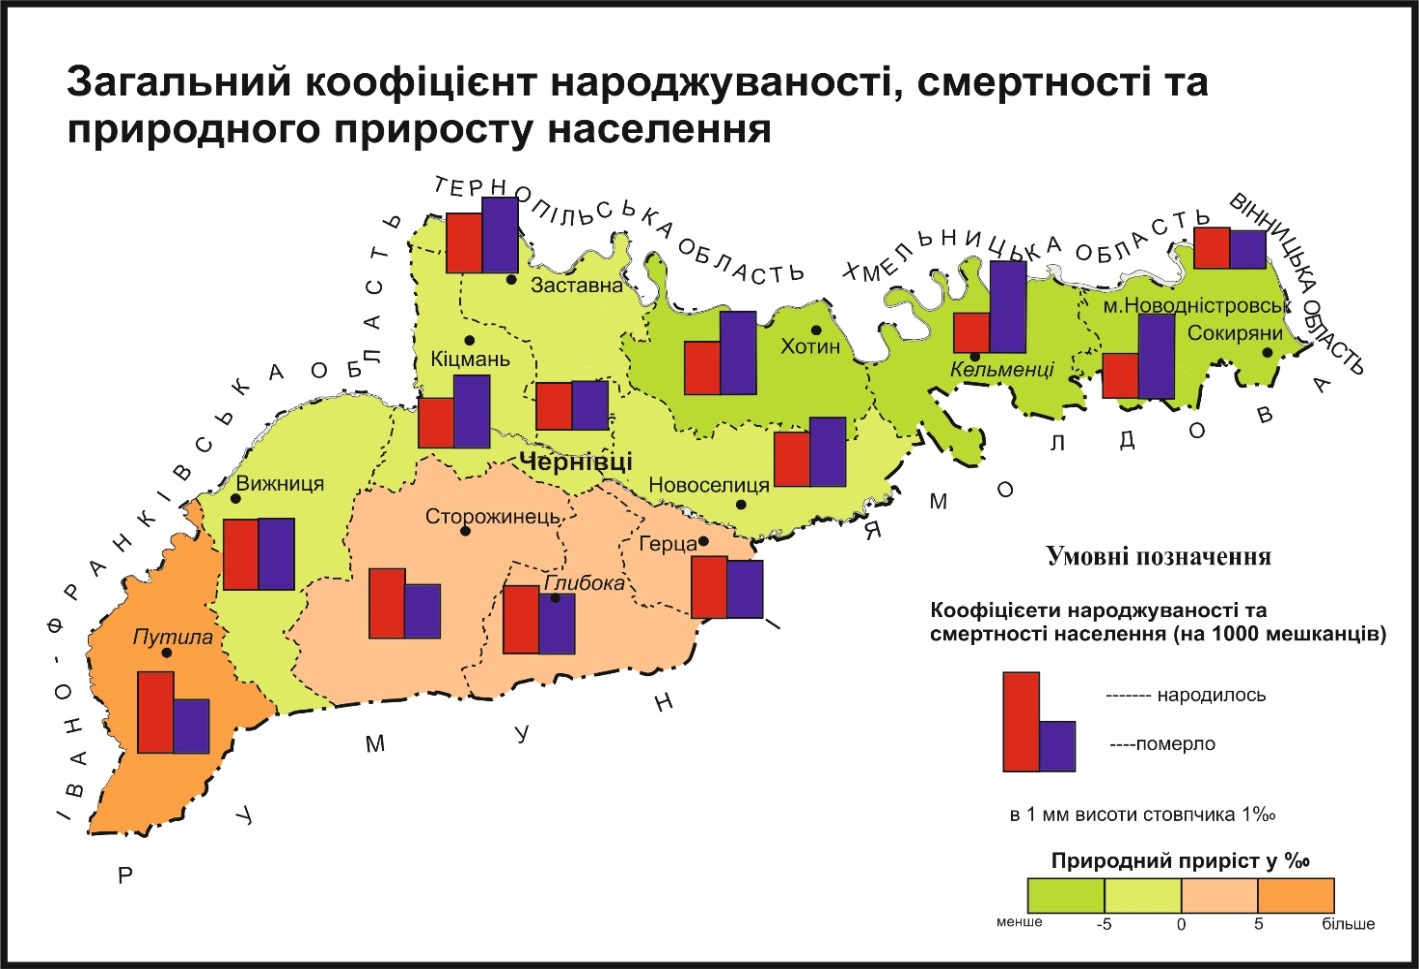 Загальний коофіцієнт народжуваності, смертності та
природного приросту населення
ТЕРНОПІЛЬСЬКА ОБЛАСТЬ
ХМЕЛЬНИЦЬКА ОБЛАСТЬ
ВІННИЦЬКА ОБЛАСТЬ
ІВАНО-ФРАНКІВСЬКА ОБЛАСТЬ
Заставна
м.Новодністровськ
Сокиряни
Хотин
Кіцмань
Кельменці
МОЛДОВА
Чернівці
Вижниця
Новоселиця
Сторожинець
Герца
Глибока
Путила
РУМУНІЯ
Умовні позначення
Коофіцієети народжуваності та
смертності населення (на 1000 мешканців)
------- народилось
----померло
в 1 мм висоти стовпчика 1‰
Природний приріст у ‰
менше -5 0 5 більше